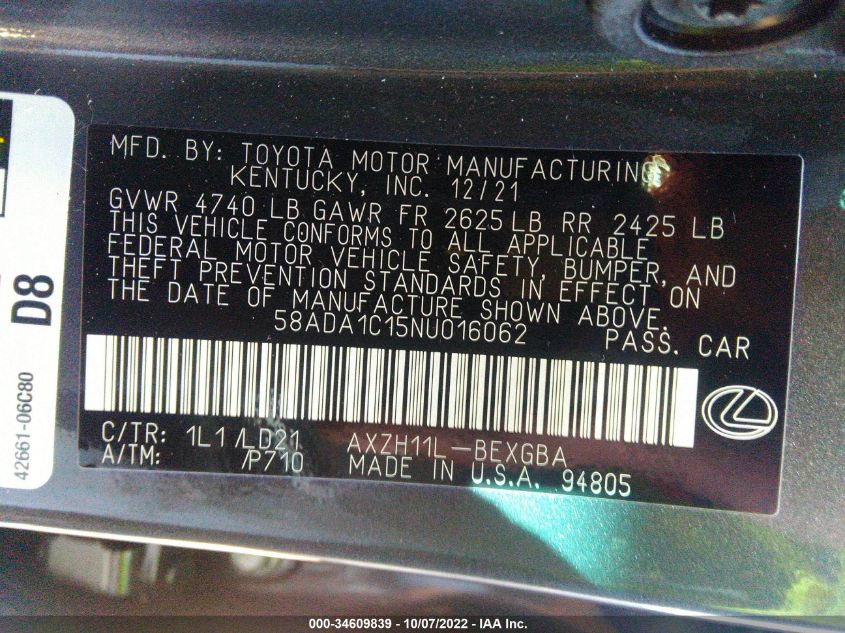 MFD. BY: TOYOTA MOTOR MANUFACTURING
KENTUCKY, INC. 12/21
GVWR 4740 LB GAWR FR 2625 LB RR 2425 LB
THIS VEHICLE CONFORMS TO ALL APPLICABLE
FEDERAL MOTOR VEHICLE SAFETY, BUMPER, AND
THEFT PREVENTION STANDARDS IN EFFECT ON
THE DATE OF MANUFACTURE SHOWN ABOVE.
58ADA1C15NU016062 PASS. CAR
C/TR: 1L1/LD21 AXZH11L-BEXGBA
A/TM: /P710 MADE IN U.S.A. 94805
D8
42661-06C80
000-34609839 - 10/07/2022 - IAA Inc.